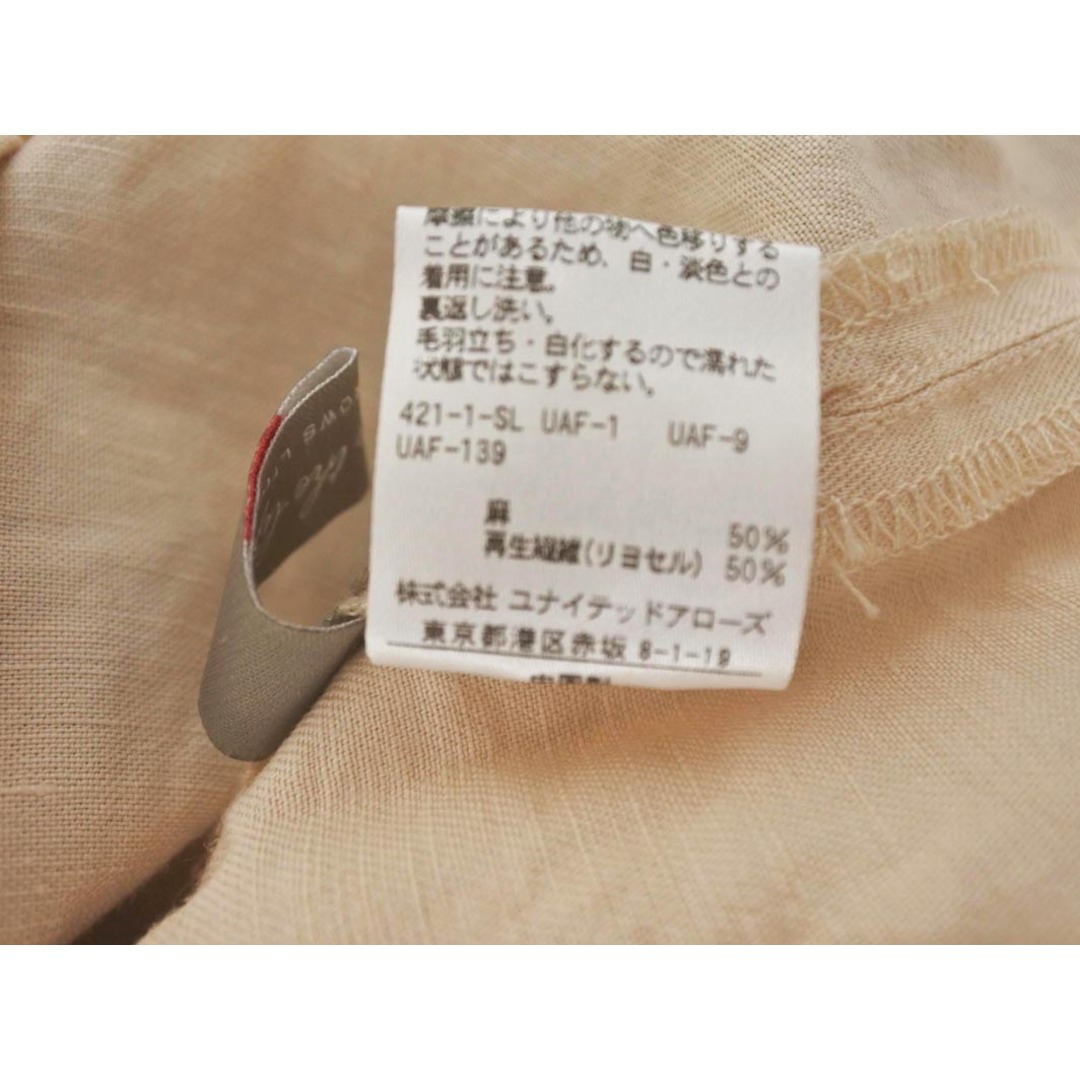 摩擦により他の物へ色移りする
ことがあるため、白・淡色との
着用に注意。
裏返し洗い。
毛羽立ち・白化するので濡れた
状態ではこすらない。
421-1-SL UAF-1 UAF-9
UAF-139
麻 50%
再生繊維(リヨセル) 50%
株式会社 ユナイテッドアローズ
東京都港区赤坂 8-1-19
OWS LT